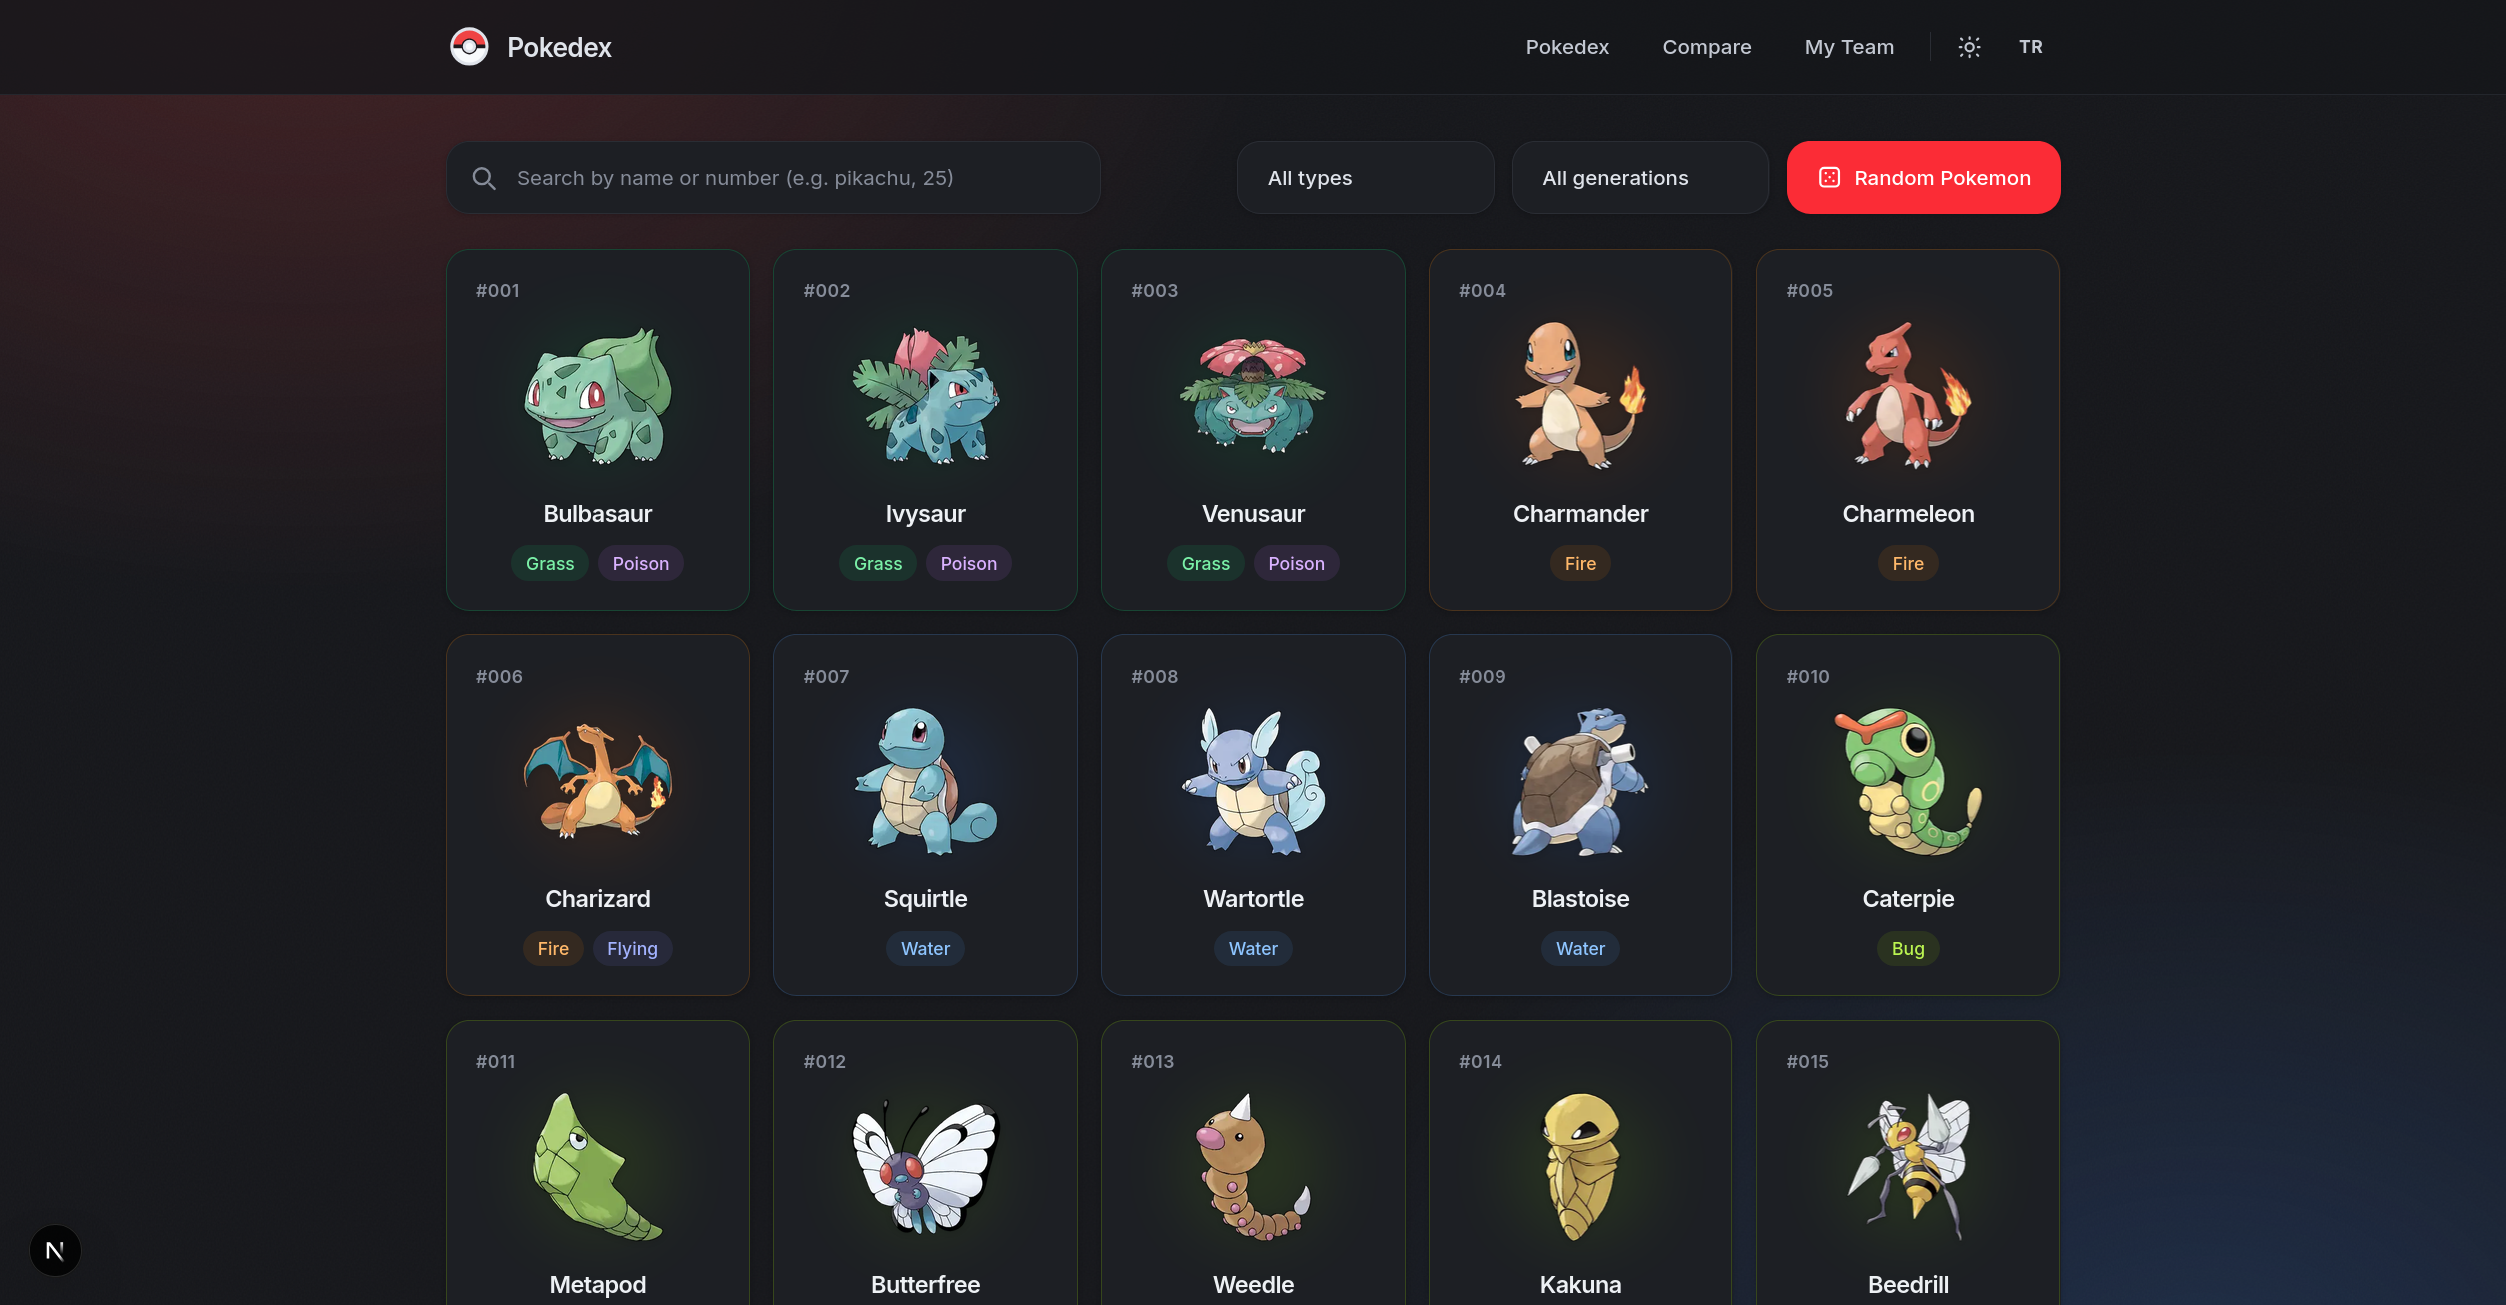 Pokedex
Pokedex Compare My Team TR
Search by name or number (e.g. pikachu, 25)
All types
All generations
Random Pokemon
#001 #002 #003 #004 #005
Bulbasaur Ivysaur Venusaur Charmander Charmeleon
Grass Poison Grass Poison Grass Poison Fire Fire
#006 #007 #008 #009 #010
Charizard Squirtle Wartortle Blastoise Caterpie
Fire Flying Water Water Water Bug
#011 #012 #013 #014 #015
Metapod Butterfree Weedle Kakuna Beedrill
N